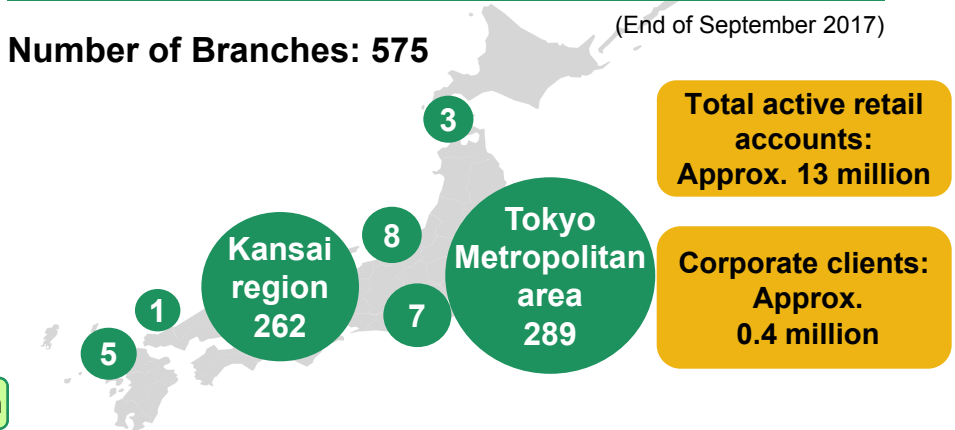 (End of September 2017)
Number of Branches: 575
Total active retail
accounts:
Approx. 13 million
3
Tokyo
Metropolitan
area
289
8
Kansai
region
262
7
1
5
Corporate clients:
Approx.
0.4 million